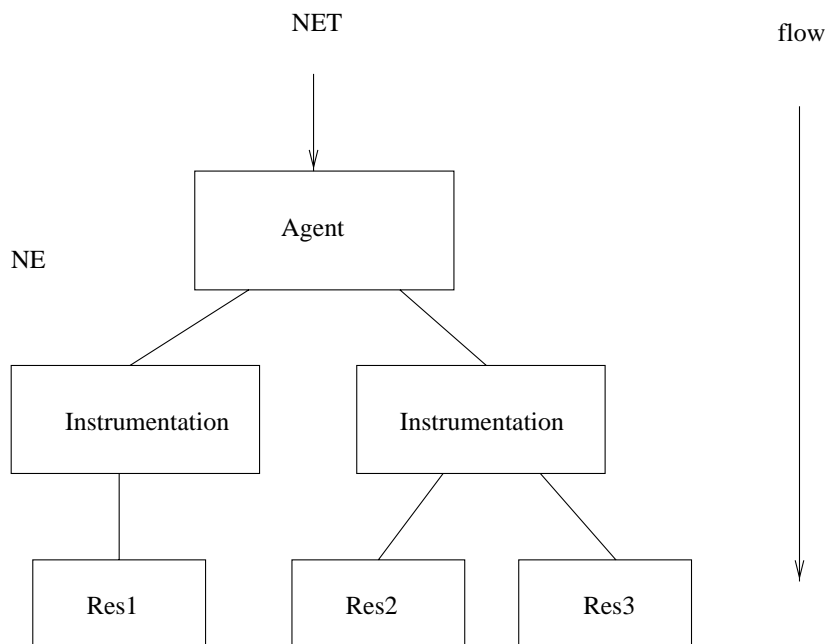 NET
flow
Agent
NE
Instrumentation
Instrumentation
Res1
Res2
Res3